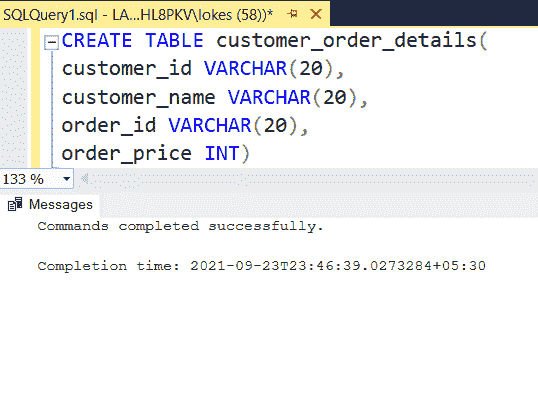 SQLQuery1.sql - LA...HL8PKV\lokes (58))*
CREATE TABLE customer_order_details(
customer_id VARCHAR(20),
customer_name VARCHAR(20),
order_id VARCHAR(20),
order_price INT)
133 %
Messages
Commands completed successfully.
Completion time: 2021-09-23T23:46:39.0273284+05:30